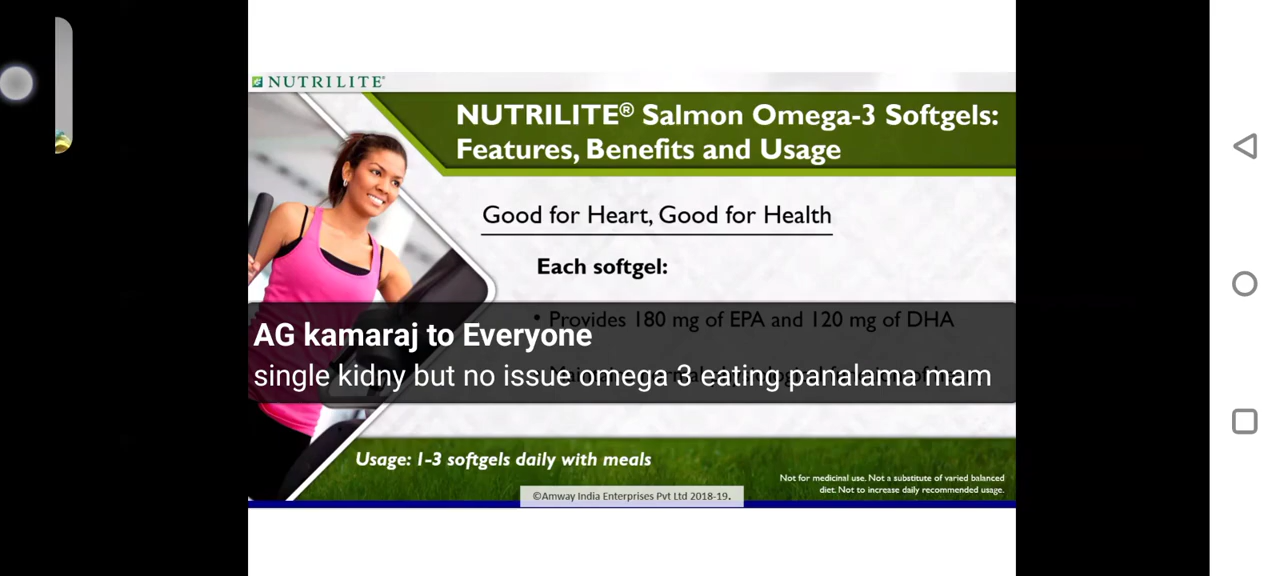 NUTRILITE®
NUTRILITE® Salmon Omega-3 Softgels:
Features, Benefits and Usage
Good for Heart, Good for Health
Each softgel:
• Provides 180 mg of EPA and 120 mg of DHA
AG kamaraj to Everyone
single kidny but no issue omega 3 eating panalama mam
Usage: 1-3 softgels daily with meals
Not for medicinal use. Not a substitute of varied balanced
diet. Not to increase daily recommended usage.
©Amway India Enterprises Pvt Ltd 2018-19.